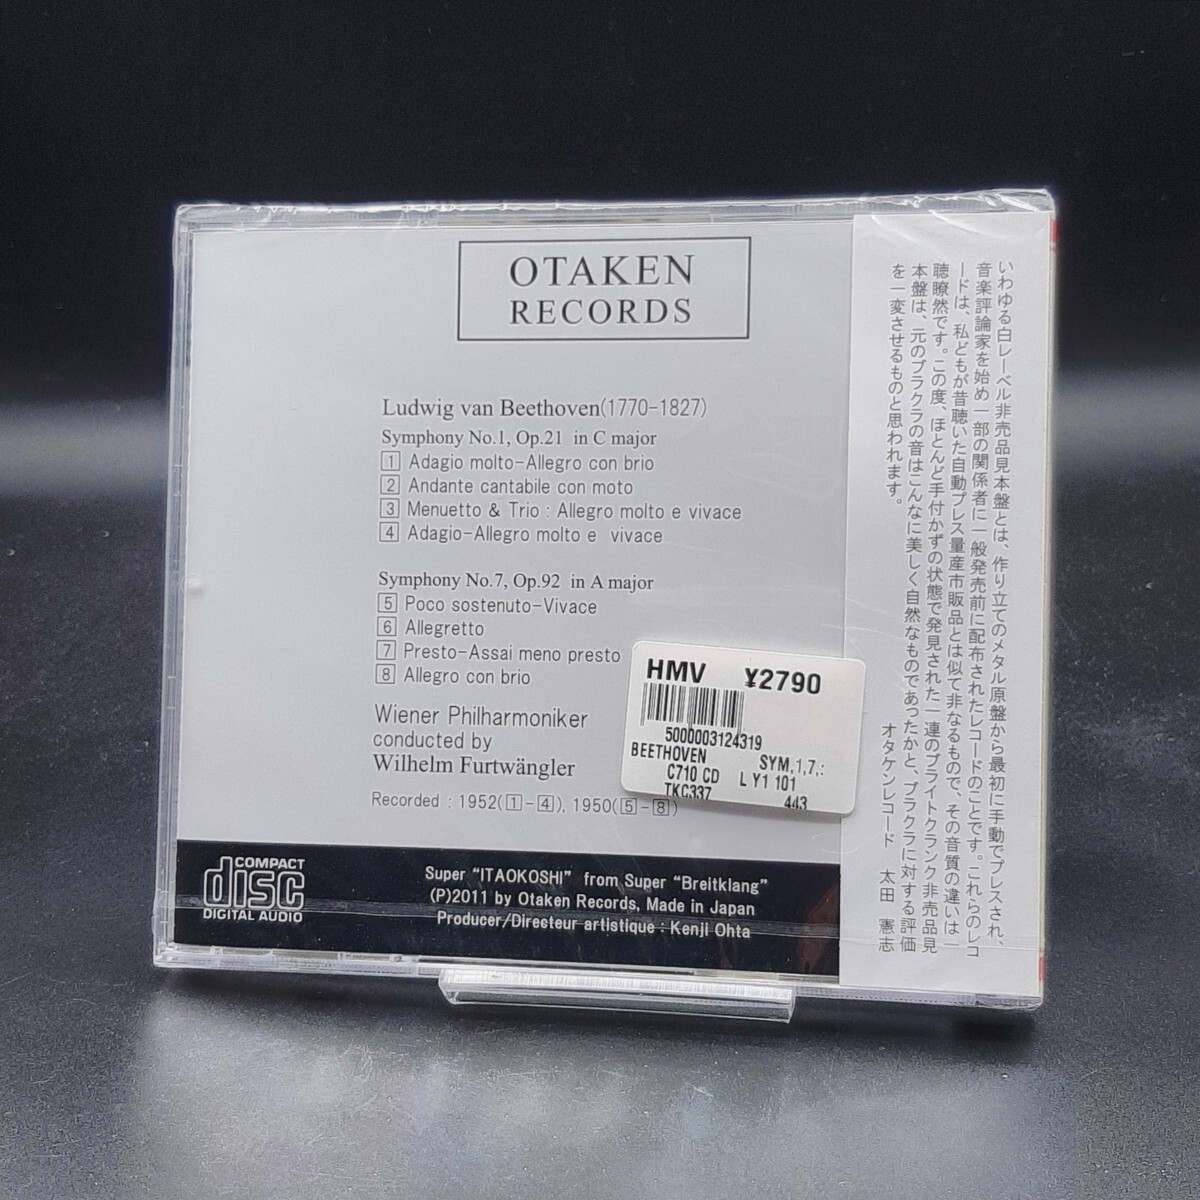 OTAKEN
RECORDS
Ludwig van Beethoven(1770-1827)
Symphony No.1, Op.21 in C major
1 Adagio molto-Allegro con brio
2 Andante cantabile con moto
3 Menuetto & Trio : Allegro molto e vivace
4 Adagio-Allegro molto e vivace
Symphony No.7, Op.92 in A major
5 Poco sostenuto-Vivace
6 Allegretto
7 Presto-Assai meno presto
8 Allegro con brio
Wiener Philharmoniker
conducted by
Wilhelm Furtwängler
Recorded : 1952(1-4), 1950(5-8)
HMV ¥2790
5000003124319
BEETHOVEN SYM,1,7,:
C710 CD L Y1 101
TKC337 443
COMPACT
disc
DIGITAL AUDIO
Super “ITAOKOSHI” from Super “Breitklang”
(P)2011 by Otaken Records, Made in Japan
Producer/Directeur artistique : Kenji Ohta
いわゆる白レーベル非売品見本盤とは、作り立てのメタル原盤から最初に手動でプレスされ、
音楽評論家を始め一部の関係者に一般発売前に配布されたレコードのことです。これらのレコ
ードは、私どもが昔聴いた自動プレス量産市販品とは似て非なるもので、その音質の違いは一
聴瞭然です。この度、ほとんど手付かずの状態で発見された一連のブライトクランク非売品見
本盤は、元のブラクラの音はこんなに美しく自然なものであったかと、ブラクラに対する評価
を一変させるものと思われます。
オタケンレコード 太田 憲志